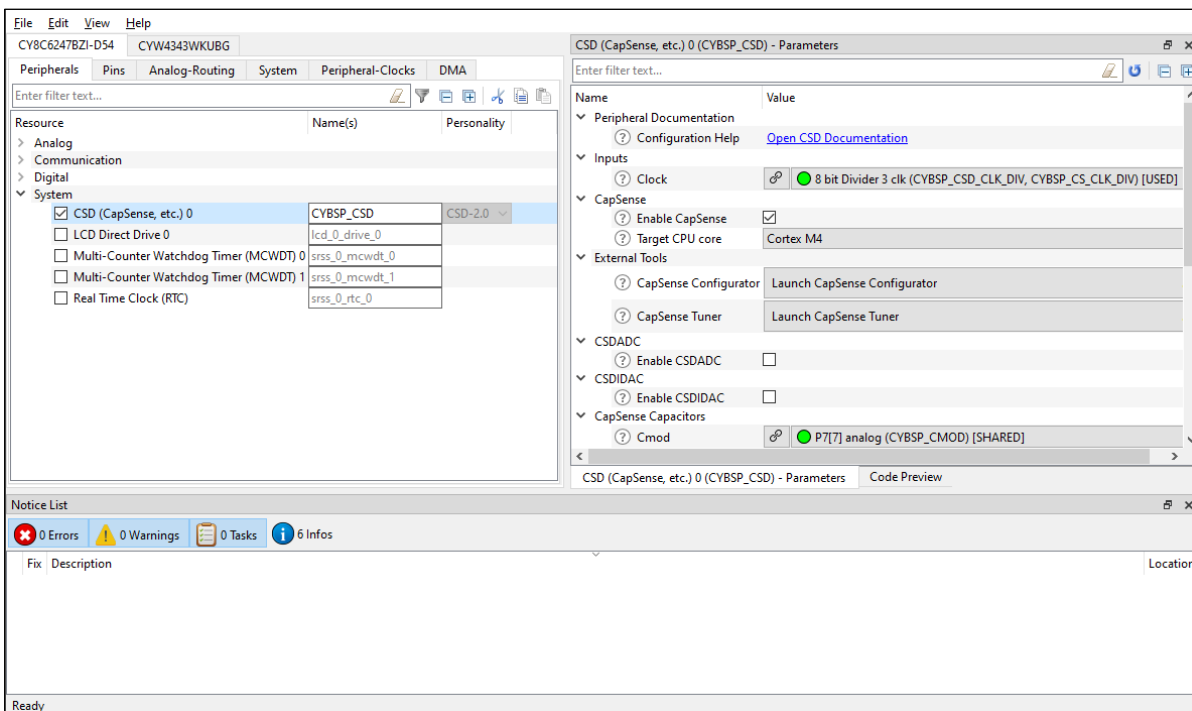 File Edit View Help
CY8C6247BZI-D54 CYW4343WKUBG
Peripherals Pins Analog-Routing System Peripheral-Clocks DMA
Enter filter text...
Resource Name(s) Personality
Analog
Communication
Digital
System
CSD (CapSense, etc.) 0 CYBSP_CSD CSD-2.0
LCD Direct Drive 0 lcd_0_drive_0
Multi-Counter Watchdog Timer (MCWDT) 0 srss_0_mcwdt_0
Multi-Counter Watchdog Timer (MCWDT) 1 srss_0_mcwdt_1
Real Time Clock (RTC) srss_0_rtc_0
CSD (CapSense, etc.) 0 (CYBSP_CSD) - Parameters
Enter filter text...
Name Value
Peripheral Documentation
? Configuration Help Open CSD Documentation
Inputs
? Clock 8 bit Divider 3 clk (CYBSP_CSD_CLK_DIV, CYBSP_CS_CLK_DIV) [USED]
CapSense
? Enable CapSense
? Target CPU core Cortex M4
External Tools
? CapSense Configurator Launch CapSense Configurator
? CapSense Tuner Launch CapSense Tuner
CSDADC
? Enable CSDADC
CSDIDAC
? Enable CSDIDAC
CapSense Capacitors
? Cmod P7[7] analog (CYBSP_CMOD) [SHARED]
CSD (CapSense, etc.) 0 (CYBSP_CSD) - Parameters Code Preview
Notice List
0 Errors 0 Warnings 0 Tasks 6 Infos
Fix Description Location
Ready